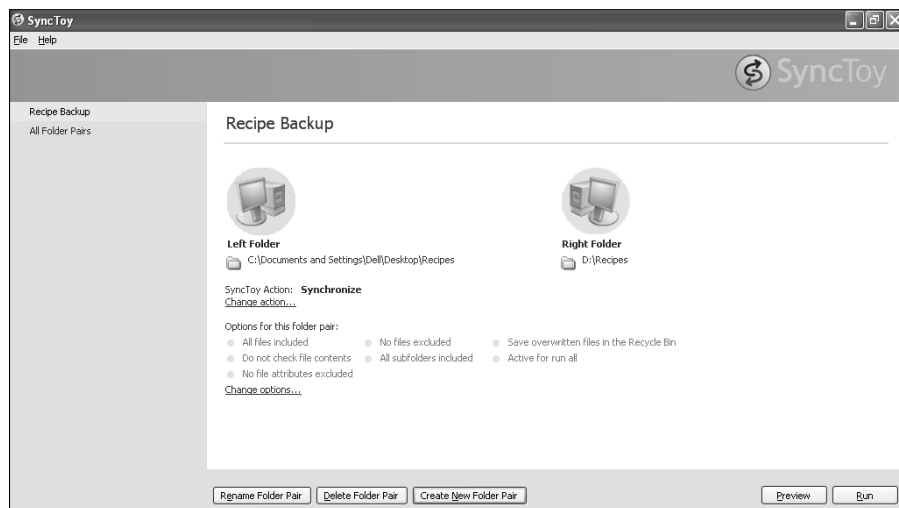 SyncToy
File Help
SyncToy
Recipe Backup
All Folder Pairs
Recipe Backup
Left Folder
C:\Documents and Settings\Dell\Desktop\Recipes
Right Folder
D:\Recipes
SyncToy Action: Synchronize
Change action...
Options for this folder pair:
All files included No files excluded Save overwritten files in the Recycle Bin
Do not check file contents All subfolders included Active for run all
No file attributes excluded
Change options...
Rename Folder Pair Delete Folder Pair Create New Folder Pair Preview Run